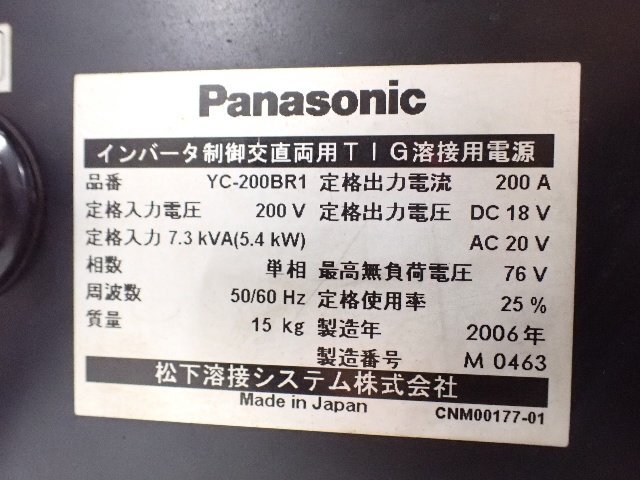 Panasonic
インバータ制御交直両用TIG溶接用電源
品番 YC-200BR1 定格出力電流 200 A
定格入力電圧 200 V 定格出力電圧 DC 18 V
定格入力 7.3 kVA(5.4 kW) AC 20 V
相数 単相 最高無負荷電圧 76 V
周波数 50/60 Hz 定格使用率 25 %
質量 15 kg 製造年 2006年
製造番号 M 0463
松下溶接システム株式会社
Made in Japan CNM00177-01